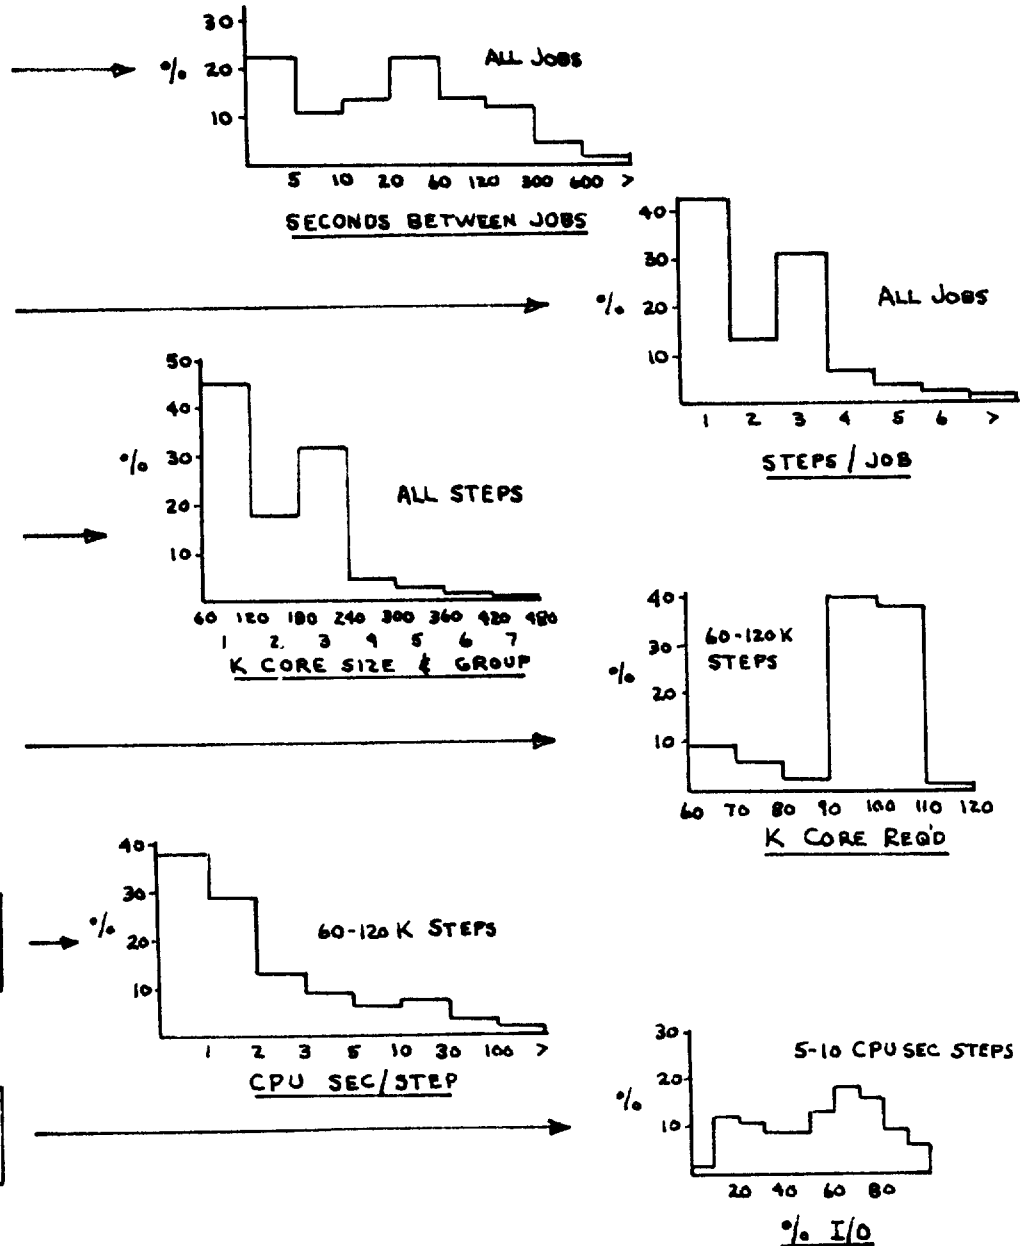 30
ALL JOBS
% 20
10
5 10 20 60 120 300 600 >
SECONDS BETWEEN JOBS
40
30
% ALL JOBS
20
10
1 2 3 4 5 6 >
STEPS / JOB
50
40
% 30
ALL STEPS
20
10
60 120 180 240 300 360 420 480
1 2. 3 4 5 6 7
K CORE SIZE & GROUP
40
60-120 K
30
STEPS
%
20
10
60 70 80 90 100 110 120
K CORE REQ'D
40
30
%
60-120 K STEPS
20
10
1 2 3 5 10 30 100 >
CPU SEC/STEP
30
5-10 CPU SEC STEPS
20
%
10
20 40 60 80
% I/O